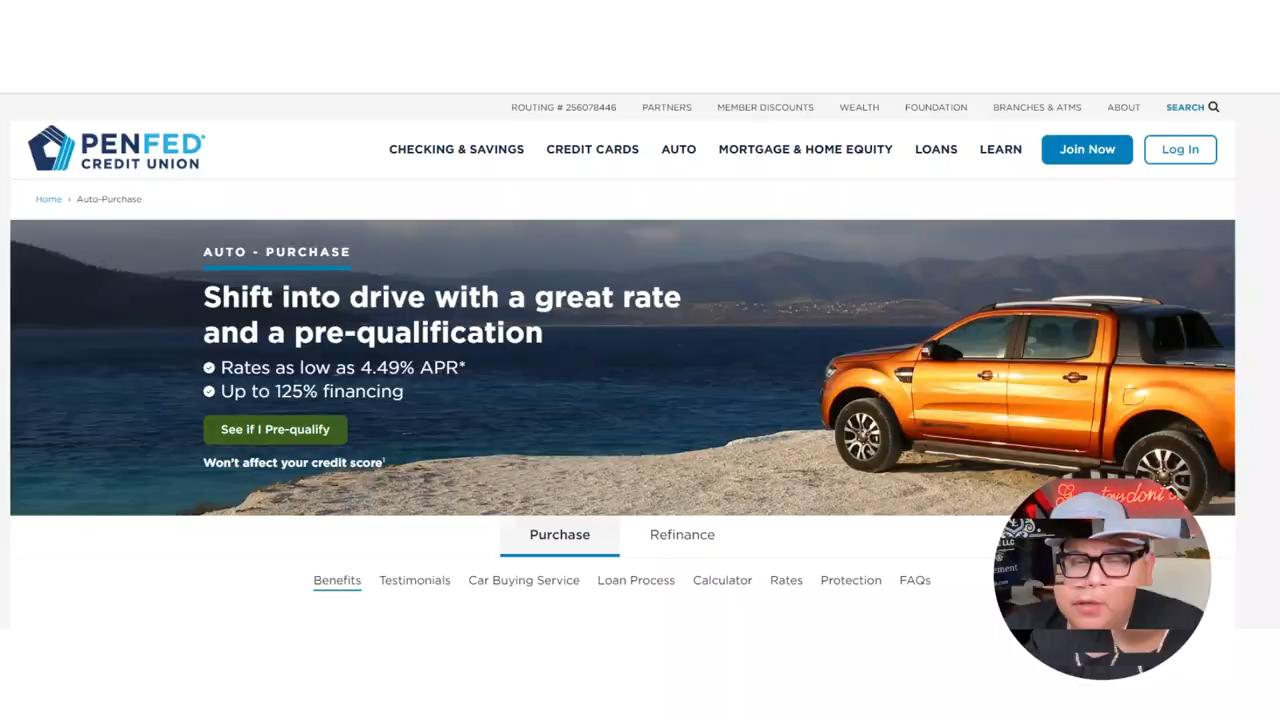 ROUTING # 256078446 PARTNERS MEMBER DISCOUNTS WEALTH FOUNDATION BRANCHES & ATMS ABOUT SEARCH
PENFED®
CREDIT UNION
CHECKING & SAVINGS CREDIT CARDS AUTO MORTGAGE & HOME EQUITY LOANS LEARN Join Now Log In
Home › Auto-Purchase
AUTO - PURCHASE
Shift into drive with a great rate
and a pre-qualification
Rates as low as 4.49% APR*
Up to 125% financing
See if I Pre-qualify
Won't affect your credit score¹
Purchase Refinance
Benefits Testimonials Car Buying Service Loan Process Calculator Rates Protection FAQs
LLC